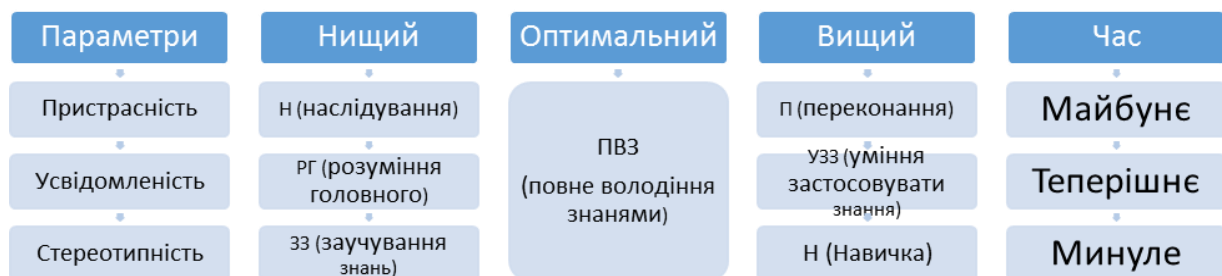 Параметри
Нищий
Оптимальний
Вищий
Час
Пристрасність
Н (наслідування)
ПВЗ
(повне володіння
знанями)
П (переконання)
Майбунє
Усвідомленість
РГ (розуміння
головного)
УЗЗ (уміння
застосовувати
знання)
Теперішнє
Стереотипність
ЗЗ (заучування
знань)
Н (Навичка)
Минуле